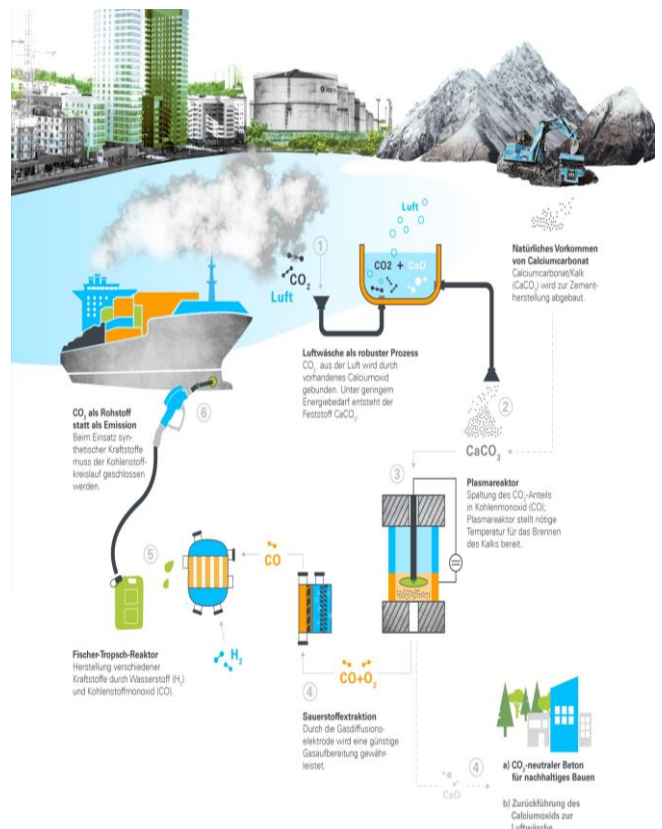 Luft
1
CO₂
Luft
CO2 + CaO
Natürliches Vorkommen
von Calciumcarbonat
Calciumcarbonat/Kalk
(CaCO₃) wird zur Zement-
herstellung abgebaut.
Luftwäsche als robuster Prozess
CO₂ aus der Luft wird durch
vorhandenes Calciumoxid
gebunden. Unter geringem
Energiebedarf entsteht der
Feststoff CaCO₃.
2
CaCO₃
6
CO₂ als Rohstoff
statt als Emission
Beim Einsatz syn-
thetischer Kraftstoffe
muss der Kohlenstoff-
kreislauf geschlossen
werden.
3
Plasmareaktor
Spaltung des CO₂-Anteils
in Kohlenmonoxid (CO);
Plasmareaktor stellt nötige
Temperatur für das Brennen
des Kalks bereit.
5
CO
H₂
Fischer-Tropsch-Reaktor
Herstellung verschiedener
Kraftstoffe durch Wasserstoff (H₂)
und Kohlenstoffmonoxid (CO).
4
CO+O₂
Sauerstoffextraktion
Durch die Gasdiffusions-
elektrode wird eine günstige
Gasaufbereitung gewähr-
leistet.
CaO
4
a) CO₂-neutraler Beton
für nachhaltiges Bauen
b) Zurückführung des
Calciumoxids zur
Luftwäsche